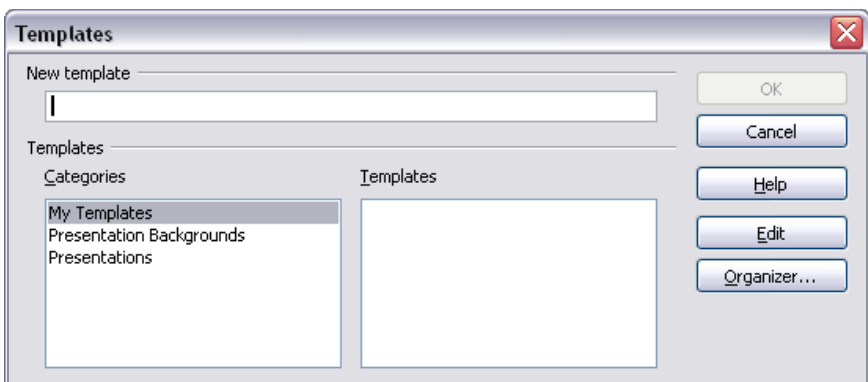 Templates
New template
OK
Cancel
Templates
Categories
Templates
Help
My Templates
Presentation Backgrounds
Presentations
Edit
Organizer...